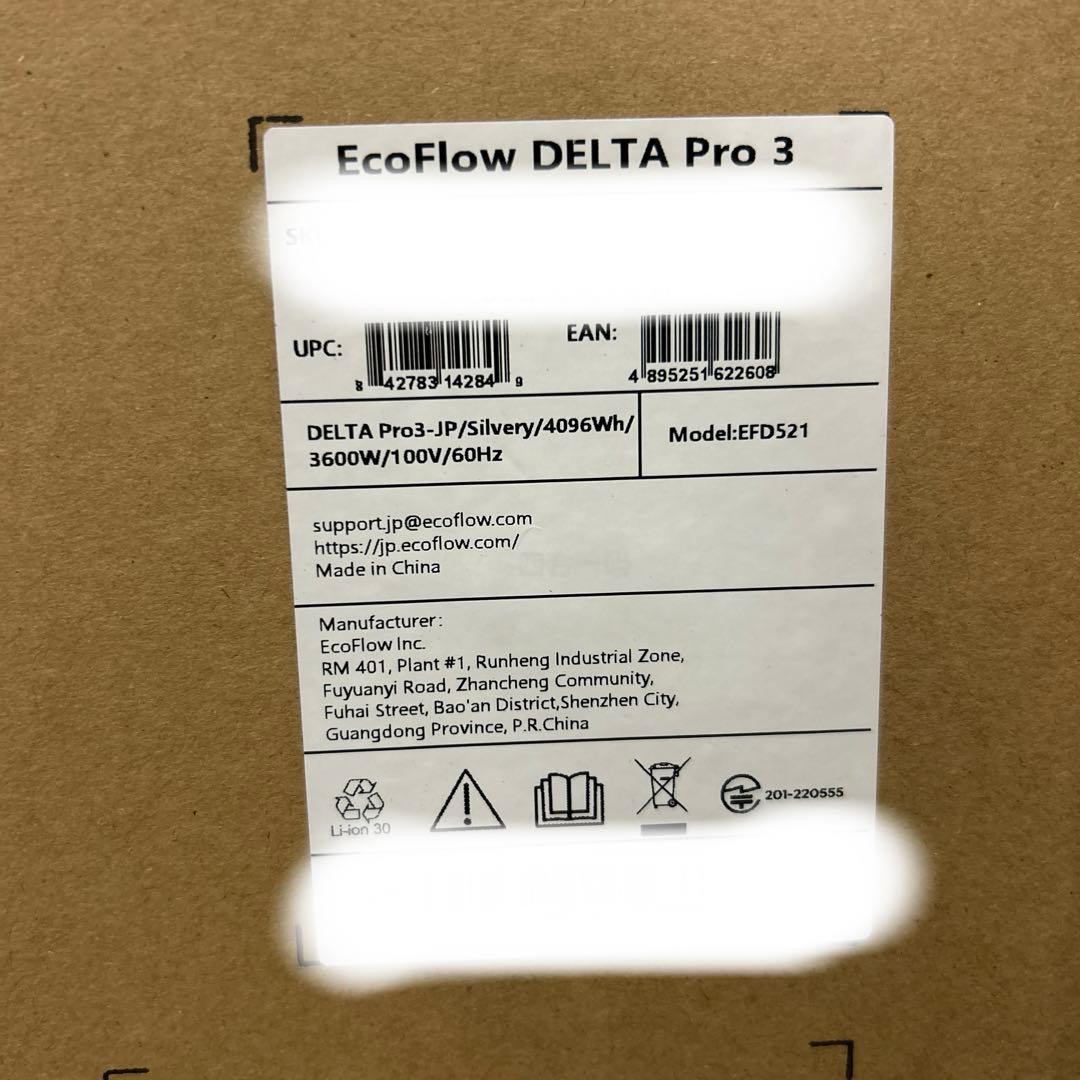 EcoFlow DELTA Pro 3
UPC:
8 42783 14284 9
EAN:
4 895251 622608
DELTA Pro3-JP/Silvery/4096Wh/
3600W/100V/60Hz
Model:EFD521
support.jp@ecoflow.com
https://jp.ecoflow.com/
Made in China
Manufacturer:
EcoFlow Inc.
RM 401, Plant #1, Runheng Industrial Zone,
Fuyuanyi Road, Zhancheng Community,
Fuhai Street, Bao'an District,Shenzhen City,
Guangdong Province, P.R.China
Li-ion 30
201-220555